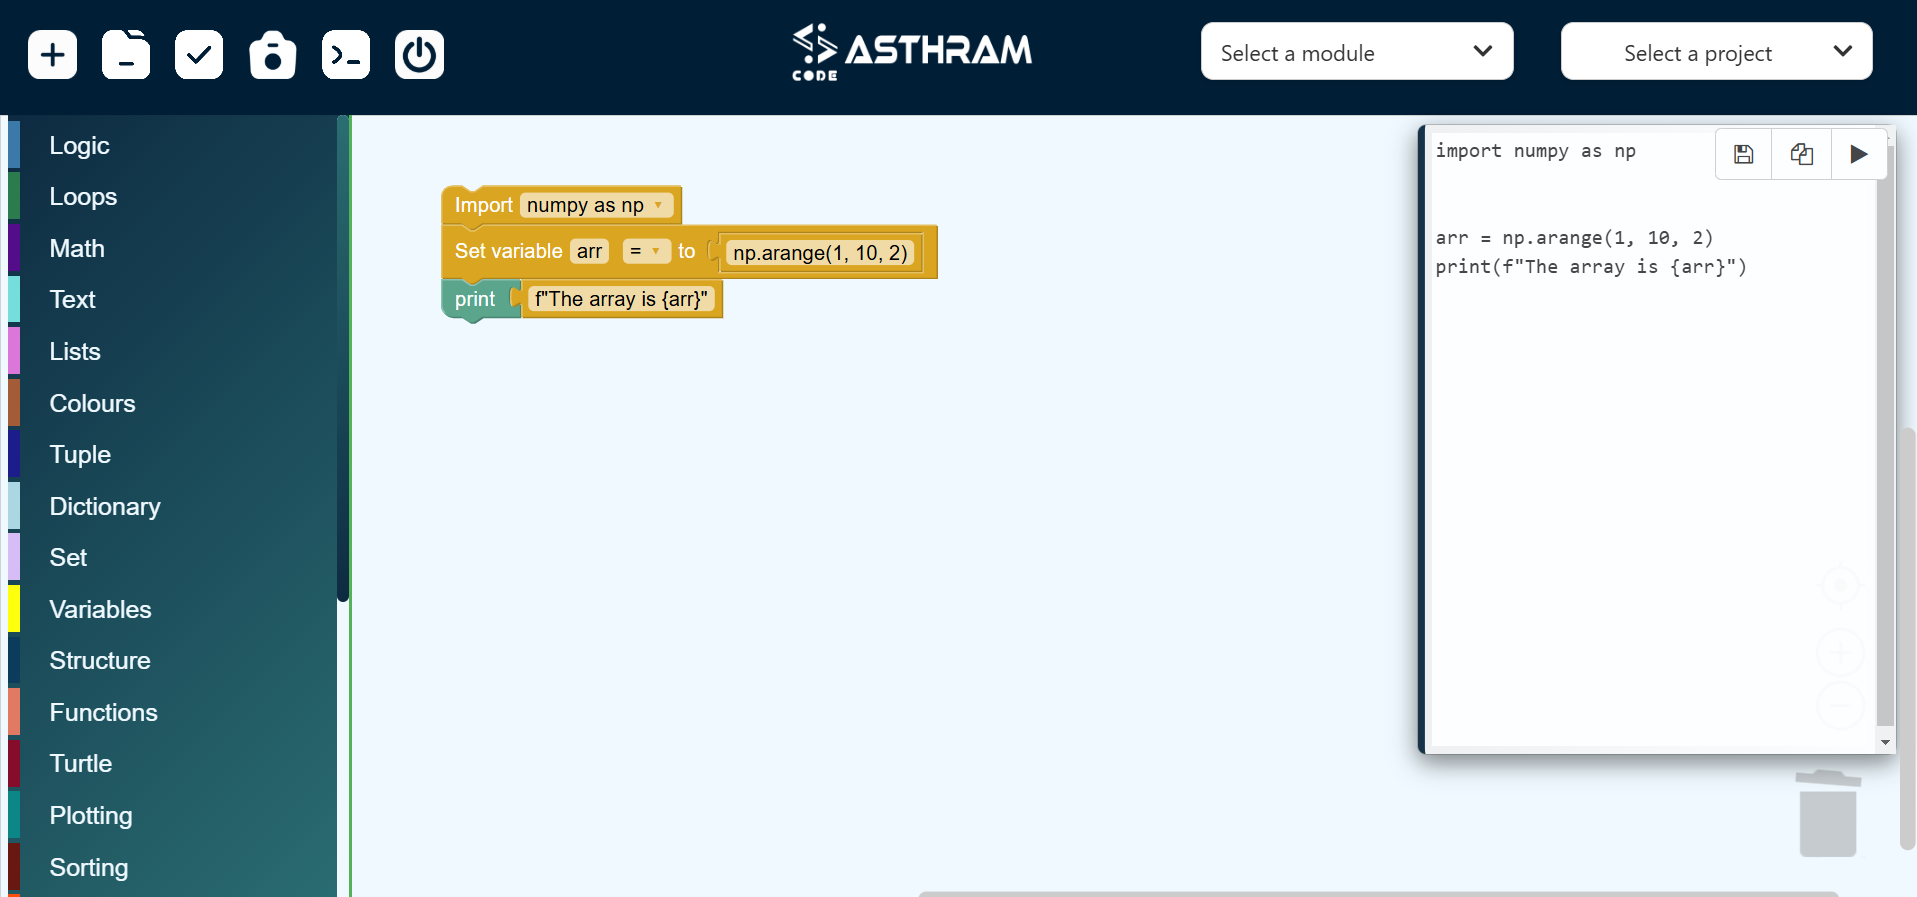 CODE ASTHRAM
Select a module
Select a project
Logic
Loops
Math
Text
Lists
Colours
Tuple
Dictionary
Set
Variables
Structure
Functions
Turtle
Plotting
Sorting
Import numpy as np
Set variable arr = to np.arange(1, 10, 2)
print f"The array is {arr}"
import numpy as np
arr = np.arange(1, 10, 2)
print(f"The array is {arr}")